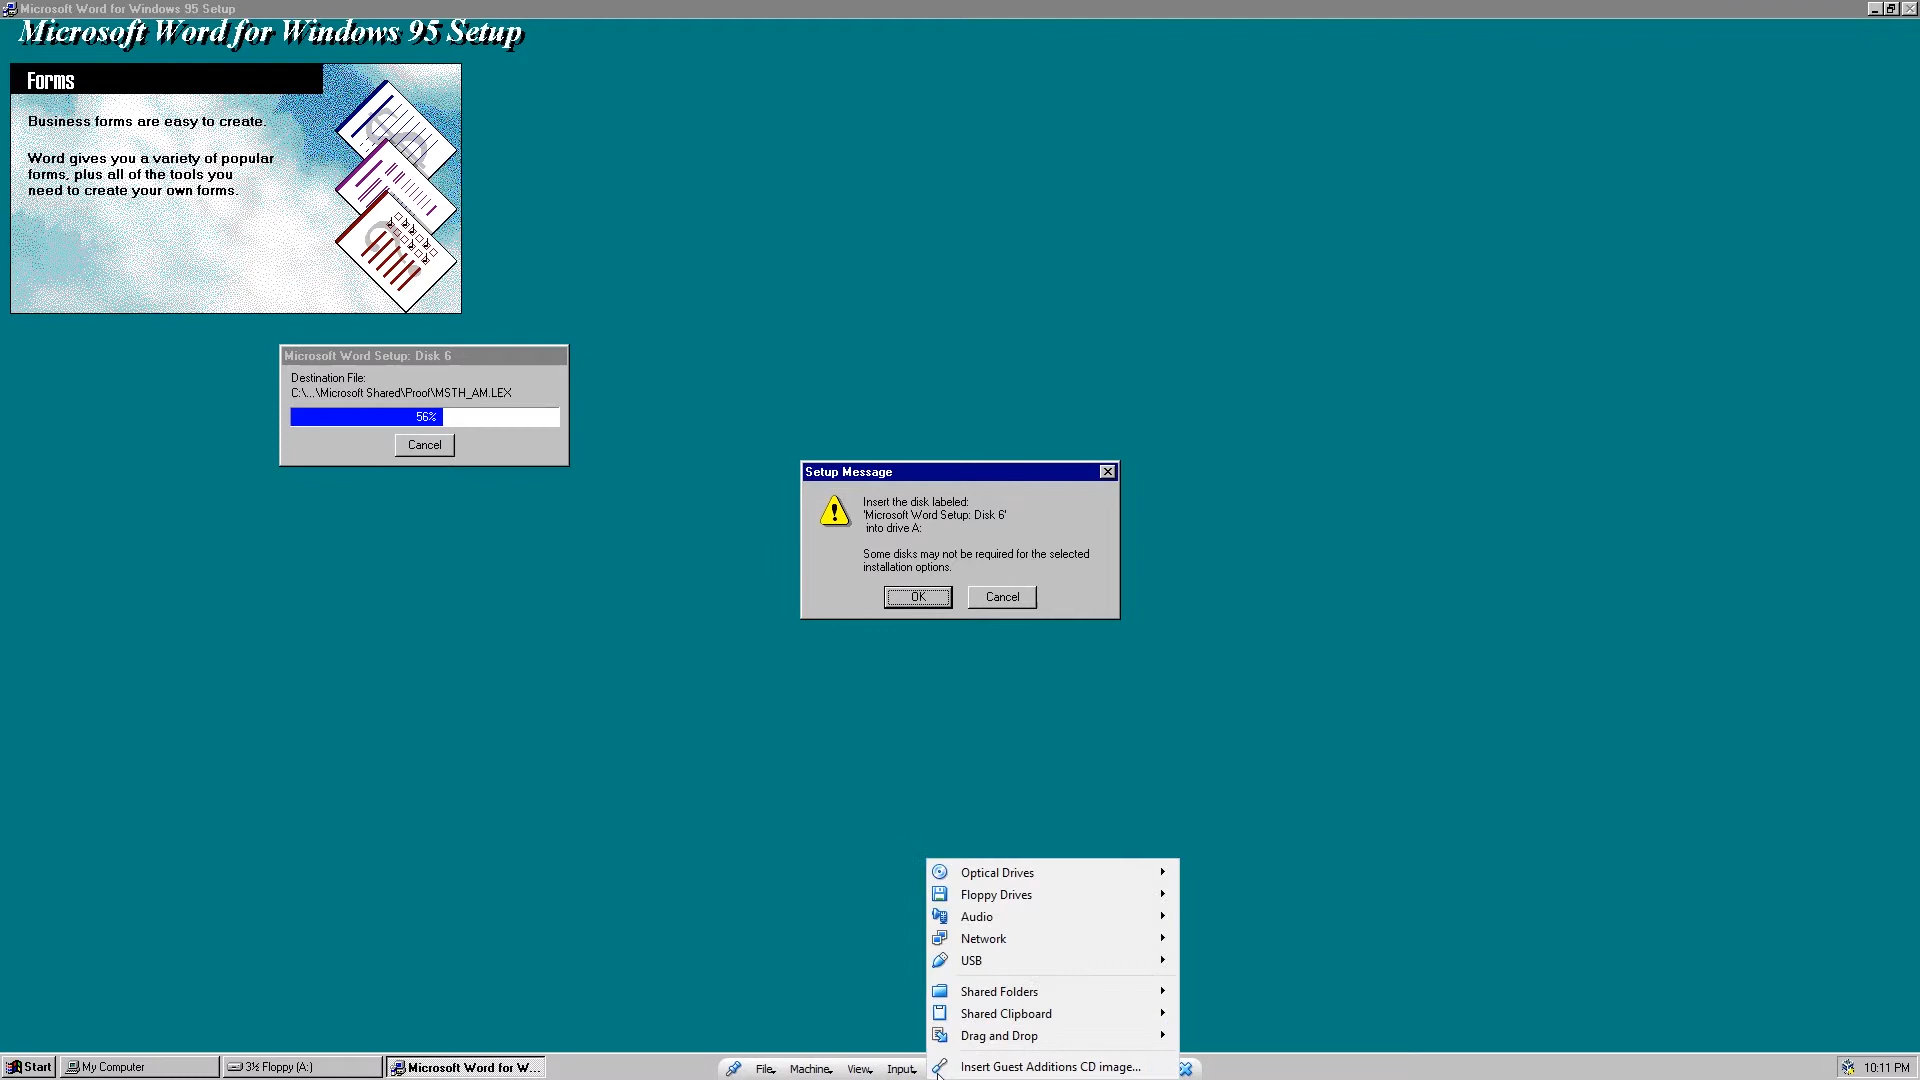 Microsoft Word for Windows 95 Setup
Microsoft Word for Windows 95 Setup
Forms
Business forms are easy to create.
Word gives you a variety of popular
forms, plus all of the tools you
need to create your own forms.
Microsoft Word Setup: Disk 6
Destination File:
C:\...\Microsoft Shared\Proof\MSTH_AM.LEX
56%
Cancel
Setup Message
Insert the disk labeled:
'Microsoft Word Setup: Disk 6'
into drive A:
Some disks may not be required for the selected
installation options.
OK
Cancel
Optical Drives
Floppy Drives
Audio
Network
USB
Shared Folders
Shared Clipboard
Drag and Drop
Insert Guest Additions CD image...
Start
My Computer
3½ Floppy (A:)
Microsoft Word for W...
File
Machine
View
Input
10:11 PM